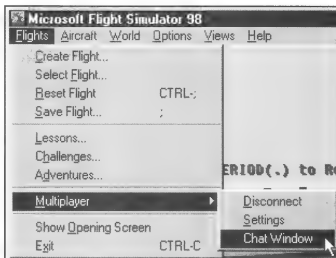 Microsoft Flight Simulator 98
Flights Aircraft World Options Views Help
Create Flight...
Select Flight...
Reset Flight CTRL-;
Save Flight... ;
Lessons...
Challenges...
Adventures...
ERIOD(.) to Re
Multiplayer
Disconnect
Settings
Chat Window
Show Opening Screen
Exit CTRL-C